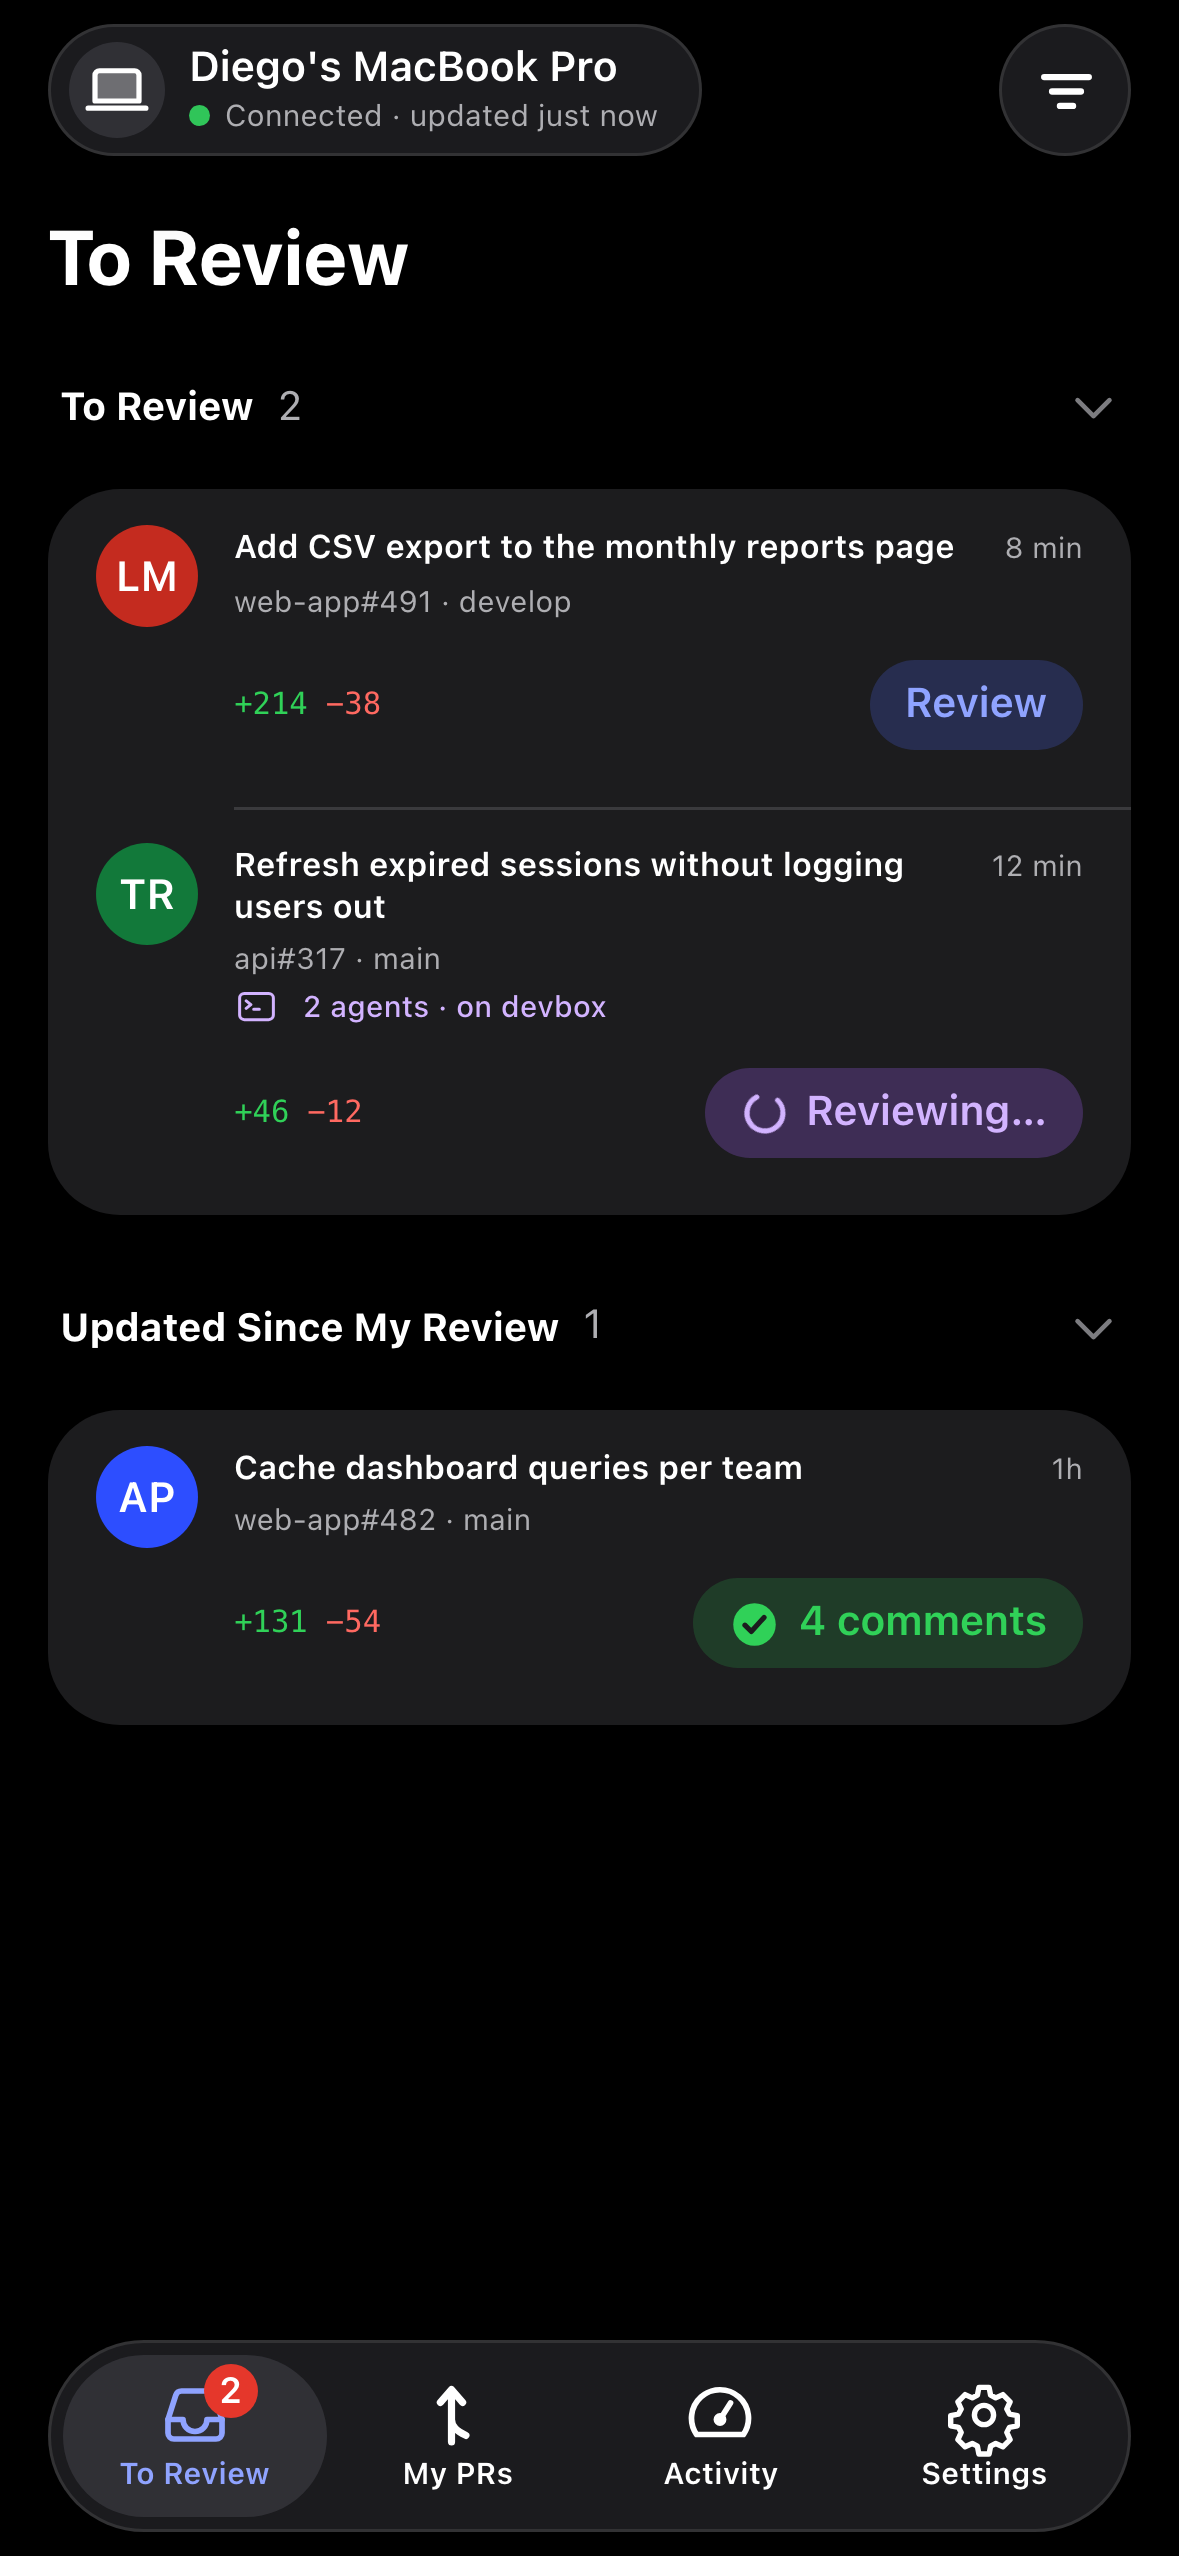 Diego's MacBook Pro
Connected · updated just now
To Review
To Review 2
LM
Add CSV export to the monthly reports page
8 min
web-app#491 · develop
+214 −38
Review
TR
Refresh expired sessions without logging
users out
12 min
api#317 · main
2 agents · on devbox
+46 −12
Reviewing...
Updated Since My Review 1
AP
Cache dashboard queries per team
1h
web-app#482 · main
+131 −54
4 comments
2
To Review
My PRs
Activity
Settings